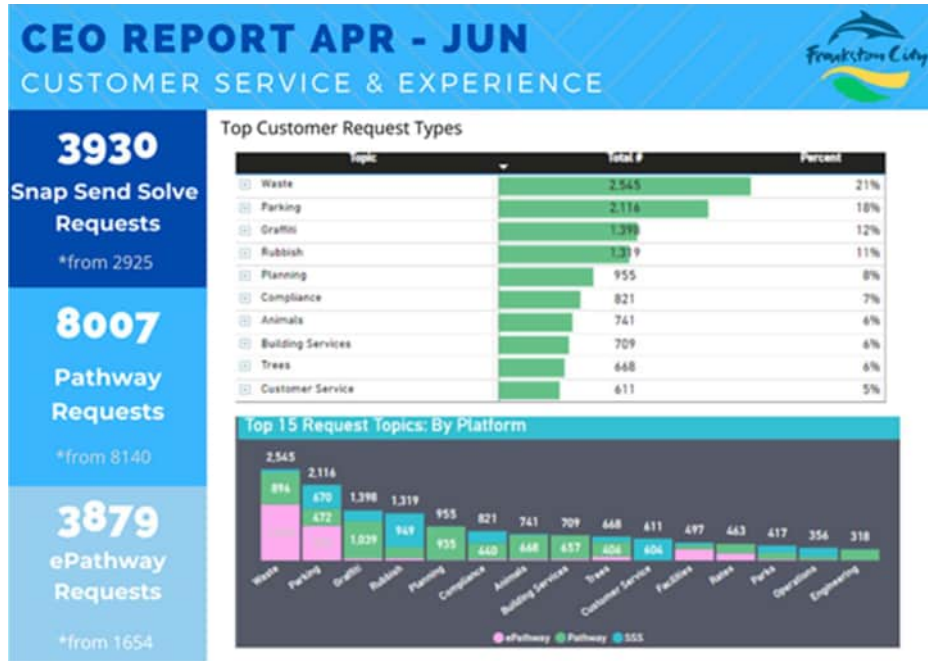 CEO REPORT APR - JUN
CUSTOMER SERVICE & EXPERIENCE
Frankston City
3930
Snap Send Solve
Requests
*from 2925
8007
Pathway
Requests
*from 8140
3879
ePathway
Requests
*from 1654
Top Customer Request Types
Topic Total # Percent
Waste 2,545 21%
Parking 2,116 18%
Graffiti 1,398 12%
Rubbish 1,319 11%
Planning 955 8%
Compliance 821 7%
Animals 741 6%
Building Services 709 6%
Trees 668 6%
Customer Service 611 5%
Top 15 Request Topics: By Platform
2,545 2,116 1,398 1,319 955 821 741 709 668 611 497 463 417 356 318
894 670 472 1,039 949 935 440 668 657 404 604
Waste Parking Graffiti Rubbish Planning Compliance Animals Building Services Trees Customer Service Facilities Rates Parks Operations Engineering
ePathway Pathway SSS